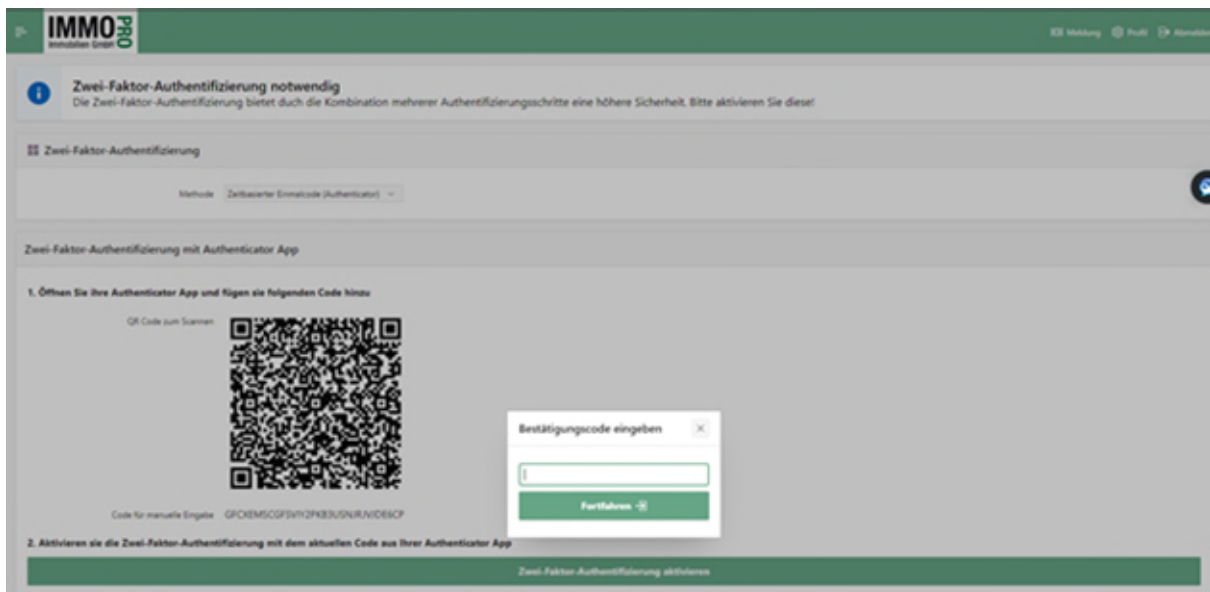 IMMO PRO
Immobilien GmbH
Meldung Profil Abmelden
Zwei-Faktor-Authentifizierung notwendig
Die Zwei-Faktor-Authentifizierung bietet duch die Kombination mehrerer Authentifizierungsschritte eine höhere Sicherheit. Bitte aktivieren Sie diese!
Zwei-Faktor-Authentifizierung
Methode Zeitbasierter Einmalcode (Authenticator)
Zwei-Faktor-Authentifizierung mit Authenticator App
1. Öffnen Sie ihre Authenticator App und fügen sie folgenden Code hinzu
QR Code zum Scannen
Bestätigungscode eingeben
Fortfahren
Code für manuelle Eingabe
2. Aktivieren sie die Zwei-Faktor-Authentifizierung mit dem aktuellen Code aus Ihrer Authenticator App
Zwei-Faktor-Authentifizierung aktivieren